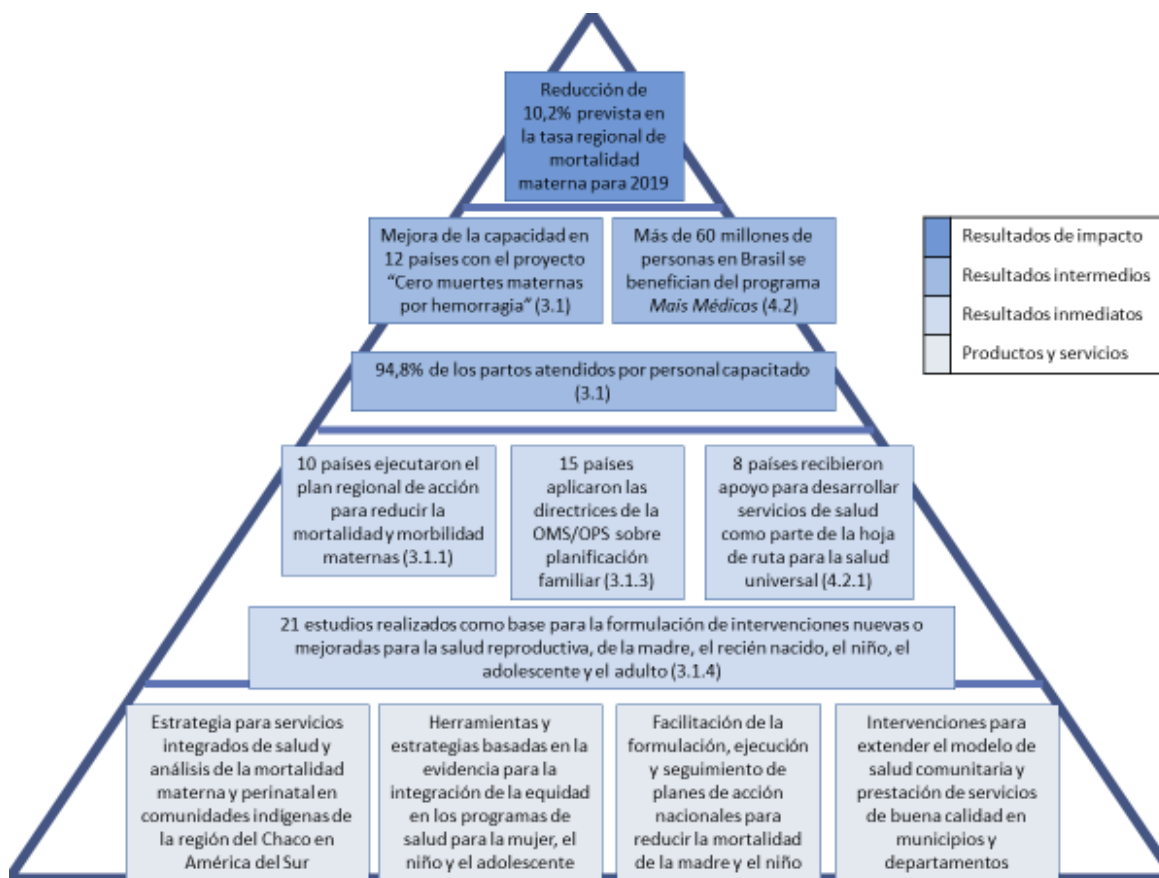 Reducción de
10,2% prevista en
la tasa regional de
mortalidad
materna para 2019
Mejora de la capacidad en
12 países con el proyecto
“Cero muertes maternas
por hemorragia” (3.1)
Más de 60 millones de
personas en Brasil se
benefician del programa
Mais Médicos (4.2)
Resultados de impacto
Resultados intermedios
Resultados inmediatos
Productos y servicios
94,8% de los partos atendidos por personal capacitado
(3.1)
10 países ejecutaron el
plan regional de acción
para reducir la
mortalidad y morbilidad
maternas (3.1.1)
15 países
aplicaron las
directrices de la
OMS/OPS sobre
planificación
familiar (3.1.3)
8 países recibieron
apoyo para desarrollar
servicios de salud
como parte de la hoja
de ruta para la salud
universal (4.2.1)
21 estudios realizados como base para la formulación de intervenciones nuevas o
mejoradas para la salud reproductiva, de la madre, el recién nacido, el niño, el
adolescente y el adulto (3.1.4)
Estrategia para servicios
integrados de salud y
análisis de la mortalidad
materna y perinatal en
comunidades indígenas de
la región del Chaco en
América del Sur
Herramientas y
estrategias basadas en la
evidencia para la
integración de la equidad
en los programas de
salud para la mujer, el
niño y el adolescente
Facilitación de la
formulación, ejecución
y seguimiento de
planes de acción
nacionales para
reducir la mortalidad
de la madre y el niño
Intervenciones para
extender el modelo de
salud comunitaria y
prestación de servicios
de buena calidad en
municipios y
departamentos